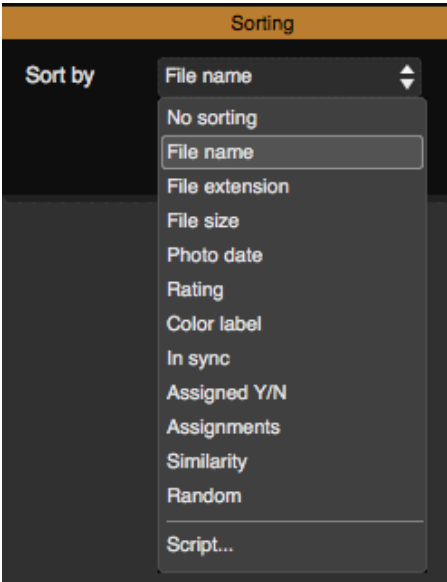 Sorting
Sort by File name
No sorting
File name
File extension
File size
Photo date
Rating
Color label
In sync
Assigned Y/N
Assignments
Similarity
Random
Script...